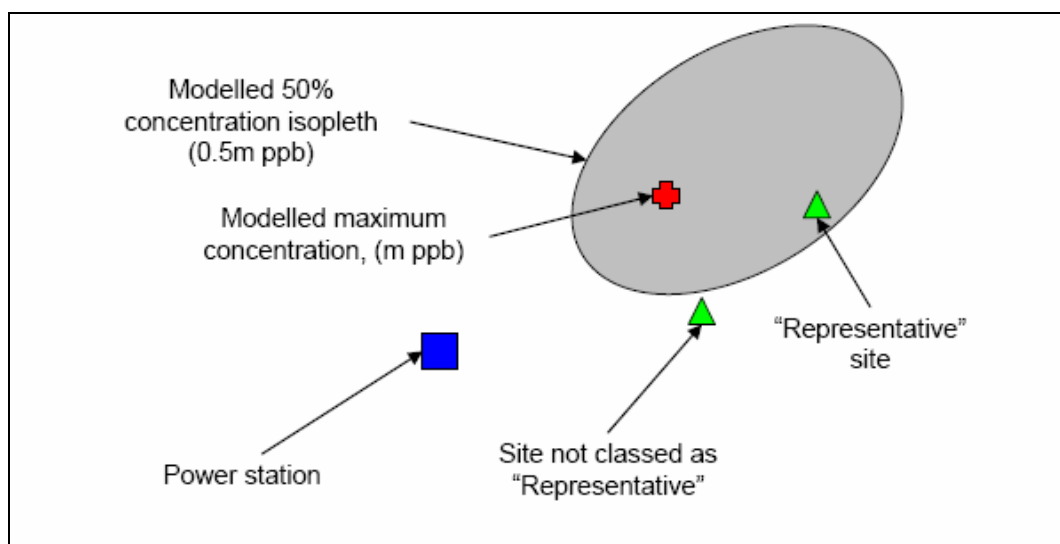 Modelled 50%
concentration isopleth
(0.5m ppb)
Modelled maximum
concentration, (m ppb)
“Representative”
site
Site not classed as
“Representative”
Power station